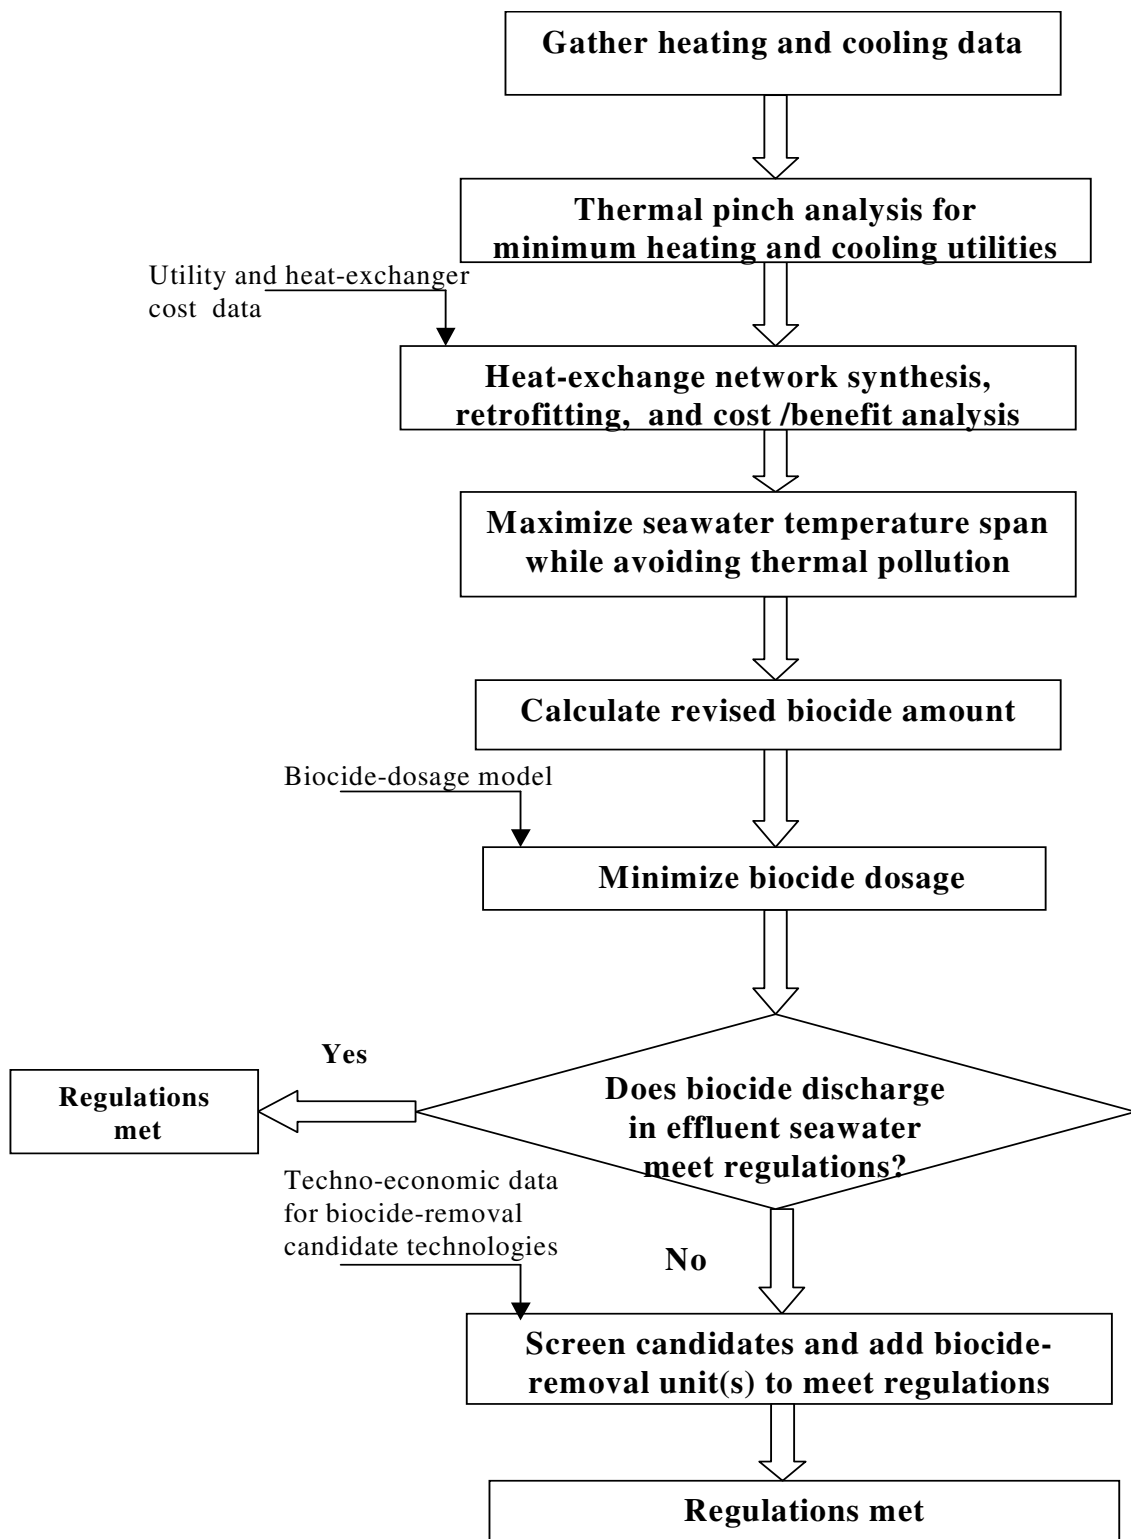 Gather heating and cooling data
Thermal pinch analysis for
minimum heating and cooling utilities
Utility and heat-exchanger
cost data
Heat-exchange network synthesis,
retrofitting, and cost /benefit analysis
Maximize seawater temperature span
while avoiding thermal pollution
Calculate revised biocide amount
Biocide-dosage model
Minimize biocide dosage
Yes
Regulations
met
Does biocide discharge
in effluent seawater
meet regulations?
Techno-economic data
for biocide-removal
candidate technologies
No
Screen candidates and add biocide-
removal unit(s) to meet regulations
Regulations met